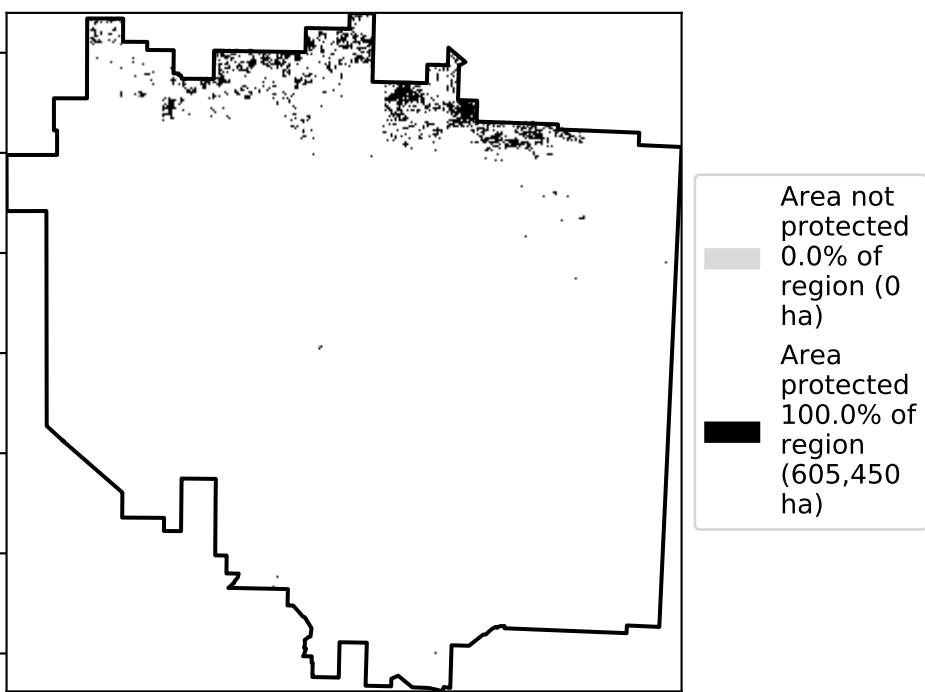 Area not
protected
0.0% of
region (0
ha)
Area
protected
100.0% of
region
(605,450
ha)